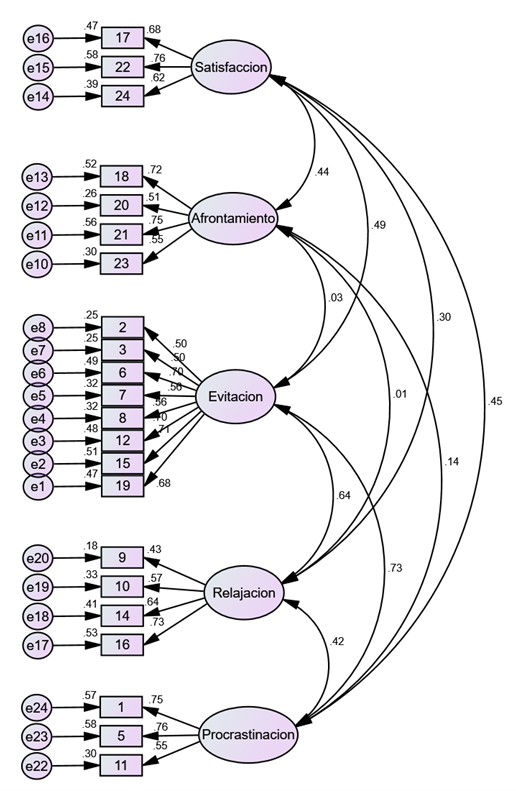 e16 .47 17 .68
e15 .58 22 .76 Satisfaccion
e14 .39 24 .62
.44
e13 .52 18 .72
e12 .26 20 .51 Afrontamiento
e11 .56 21 .75
e10 .30 23 .55
.49
.03
.30
e8 .25 2 .50
e7 .25 3 .50
e6 .49 6 .70
e5 .32 7 .56 Evitacion
e4 .32 8 .56
e3 .48 12 .70
e2 .51 15 .71
e1 .47 19 .68
.01
.45
.14
.64
.73
e20 .18 9 .43
e19 .33 10 .57 Relajacion
e18 .41 14 .64
e17 .53 16 .73
.42
e24 .57 1 .75
e23 .58 5 .76 Procrastinacion
e22 .30 11 .55